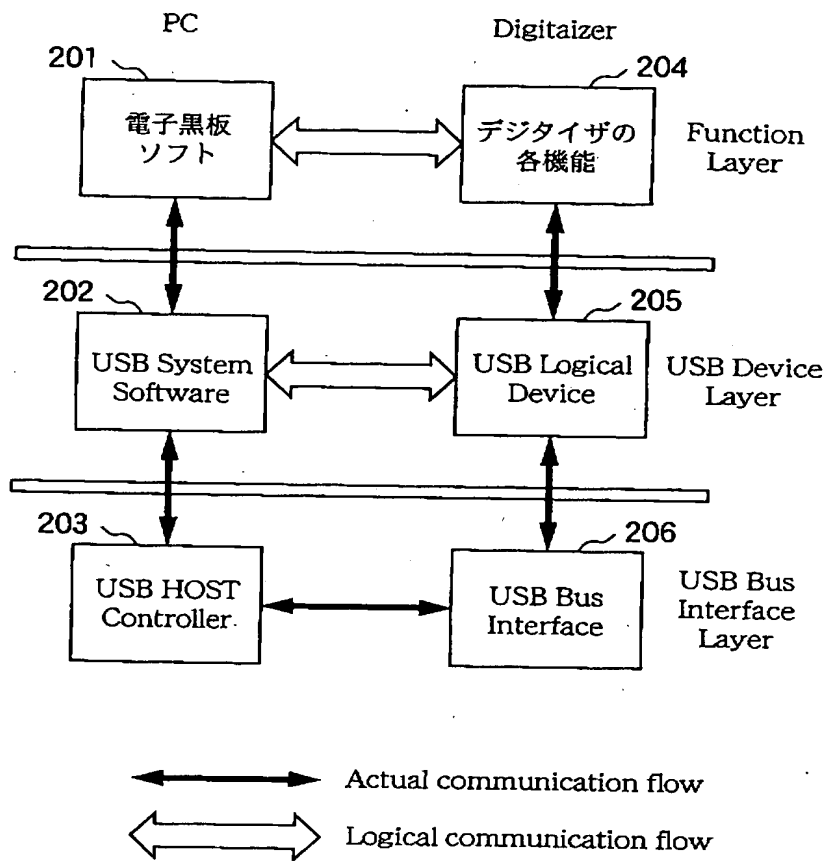 PC
Digitaizer
201
204
電子黒板
ソフト
デジタイザの
各機能
Function
Layer
202
205
USB System
Software
USB Logical
Device
USB Device
Layer
203
206
USB HOST
Controller
USB Bus
Interface
USB Bus
Interface
Layer
Actual communication flow
Logical communication flow